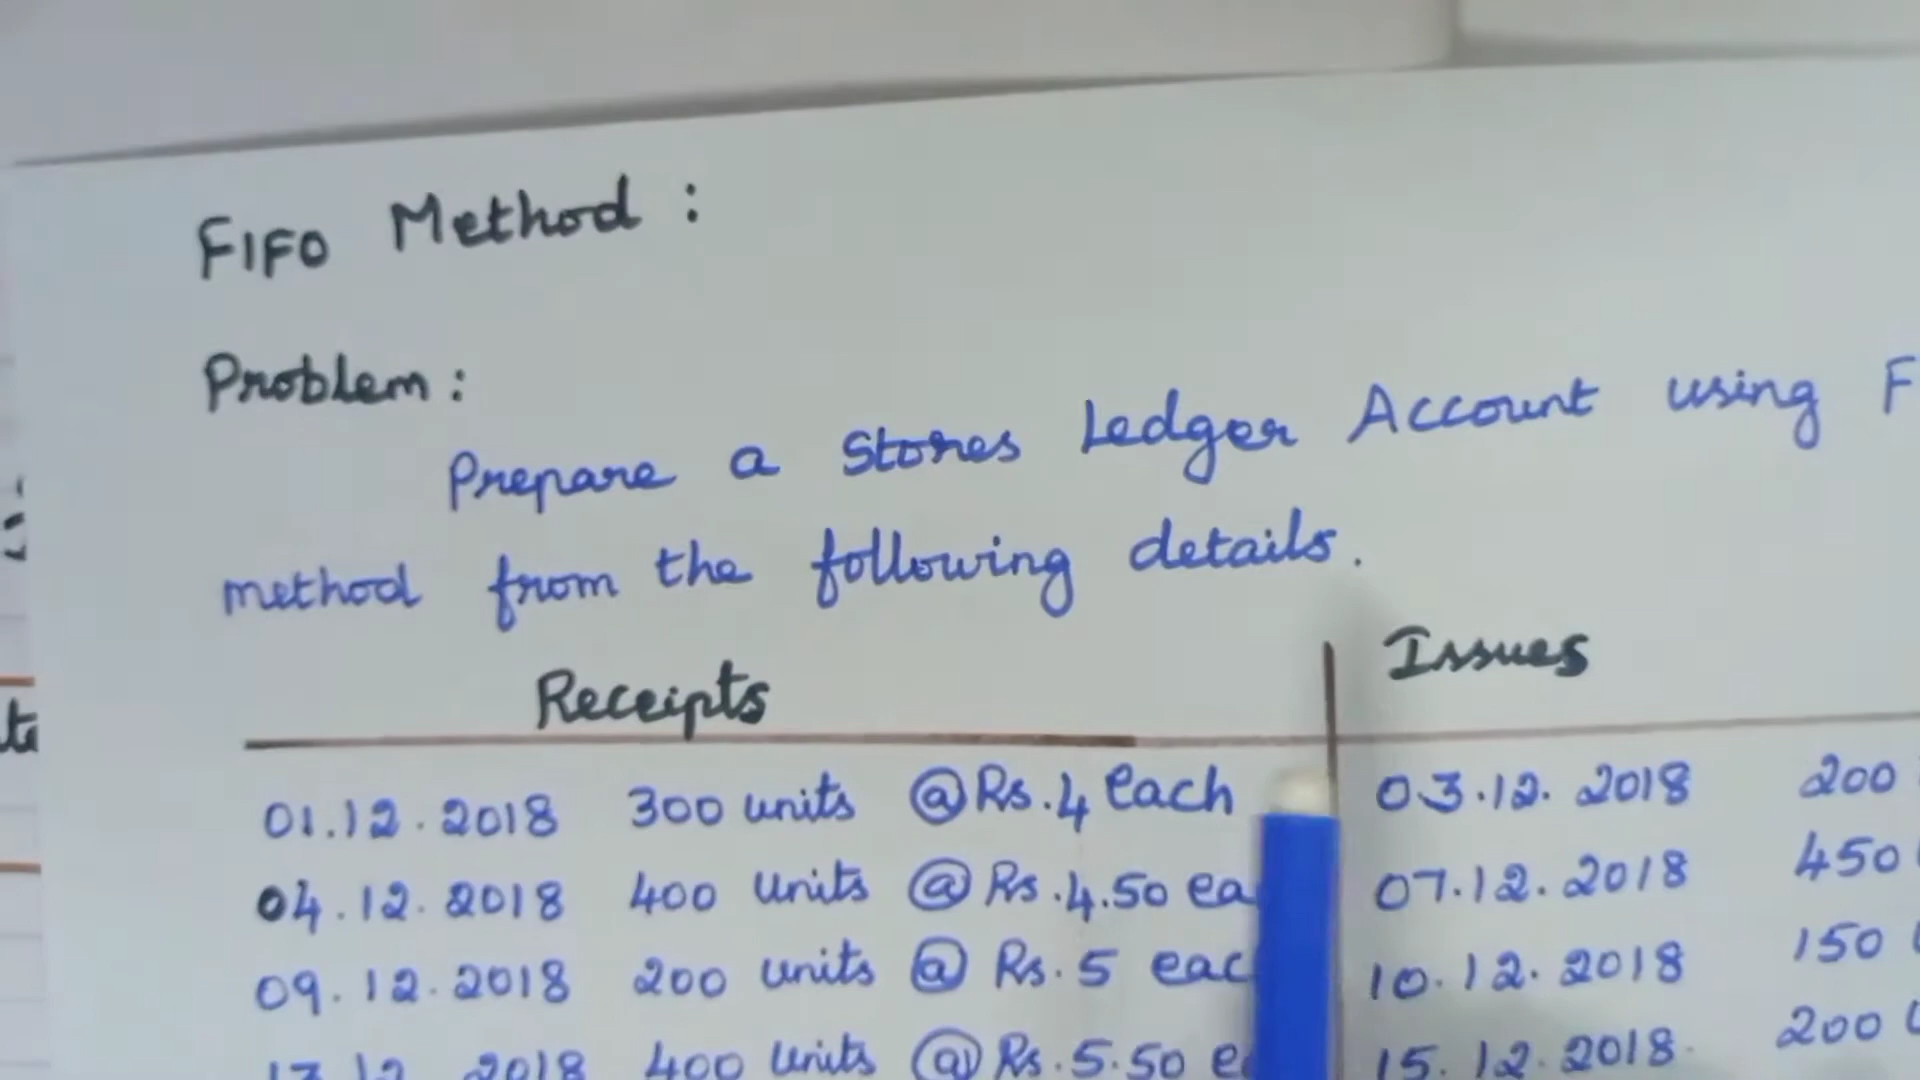 FIFO Method :
Problem :
Prepare a Stores Ledger Account using F
method from the following details.
Receipts Issues
01.12.2018 300 units @ Rs.4 each 03.12.2018 200
04.12.2018 400 units @ Rs.4.50 ea 07.12.2018 450
09.12.2018 200 units @ Rs.5 eac 10.12.2018 150
2018 400 units @ Rs.5.50 e 15.12.2018 200